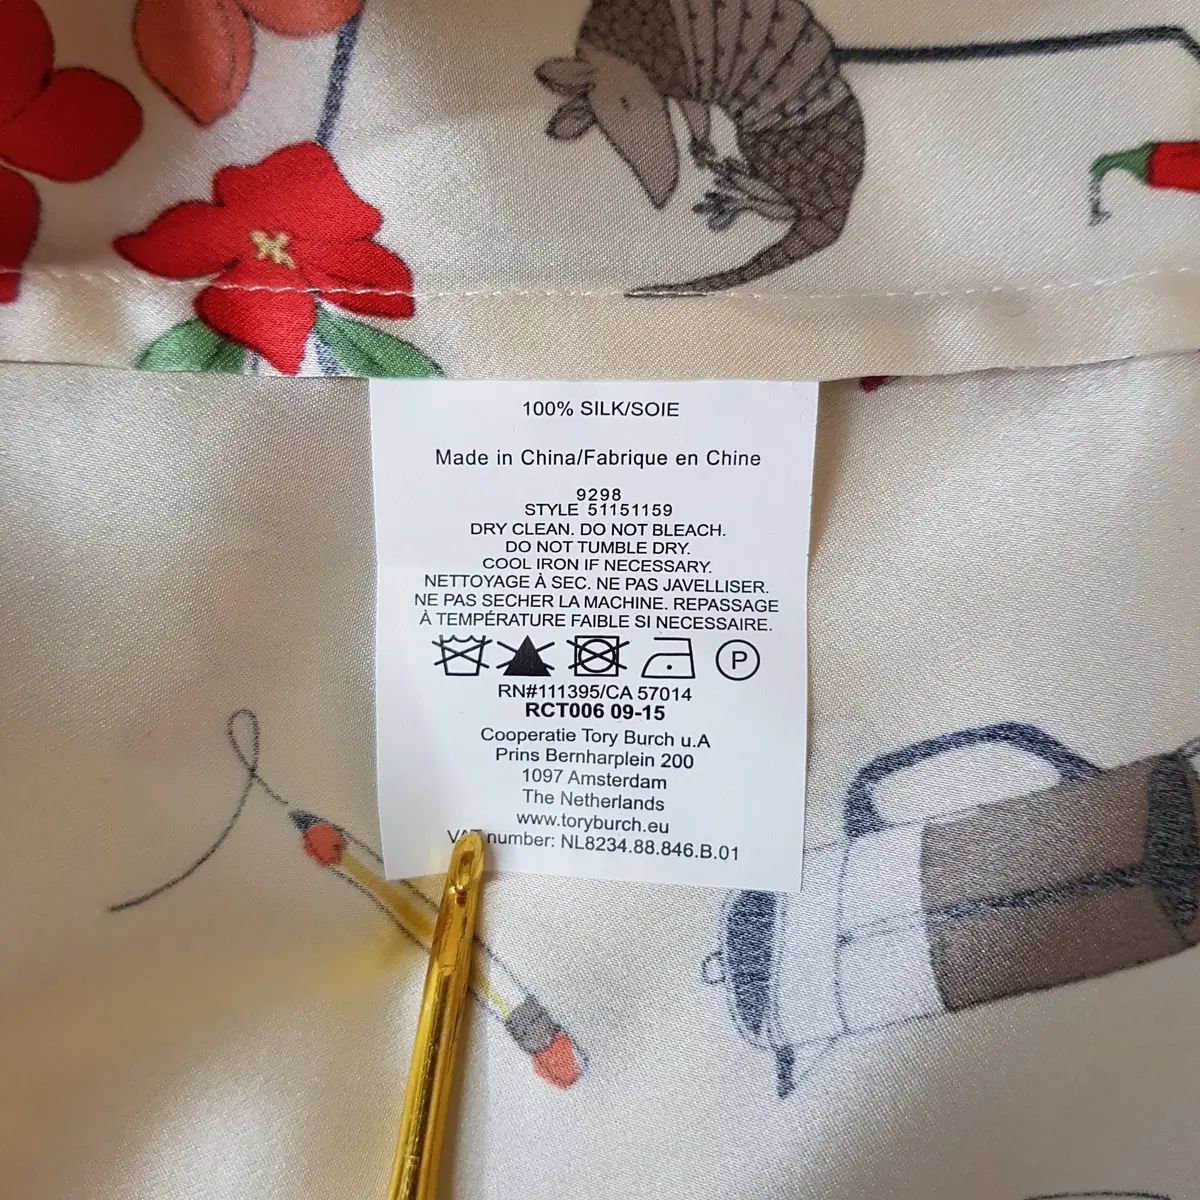 100% SILK/SOIE
Made in China/Fabrique en Chine
9298
STYLE 51151159
DRY CLEAN. DO NOT BLEACH.
DO NOT TUMBLE DRY.
COOL IRON IF NECESSARY.
NETTOYAGE À SEC. NE PAS JAVELLISER.
NE PAS SECHER LA MACHINE. REPASSAGE
À TEMPÉRATURE FAIBLE SI NECESSAIRE.
P
RN#111395/CA 57014
RCT006 09-15
Cooperatie Tory Burch u.A
Prins Bernharplein 200
1097 Amsterdam
The Netherlands
www.toryburch.eu
VAT number: NL8234.88.846.B.01